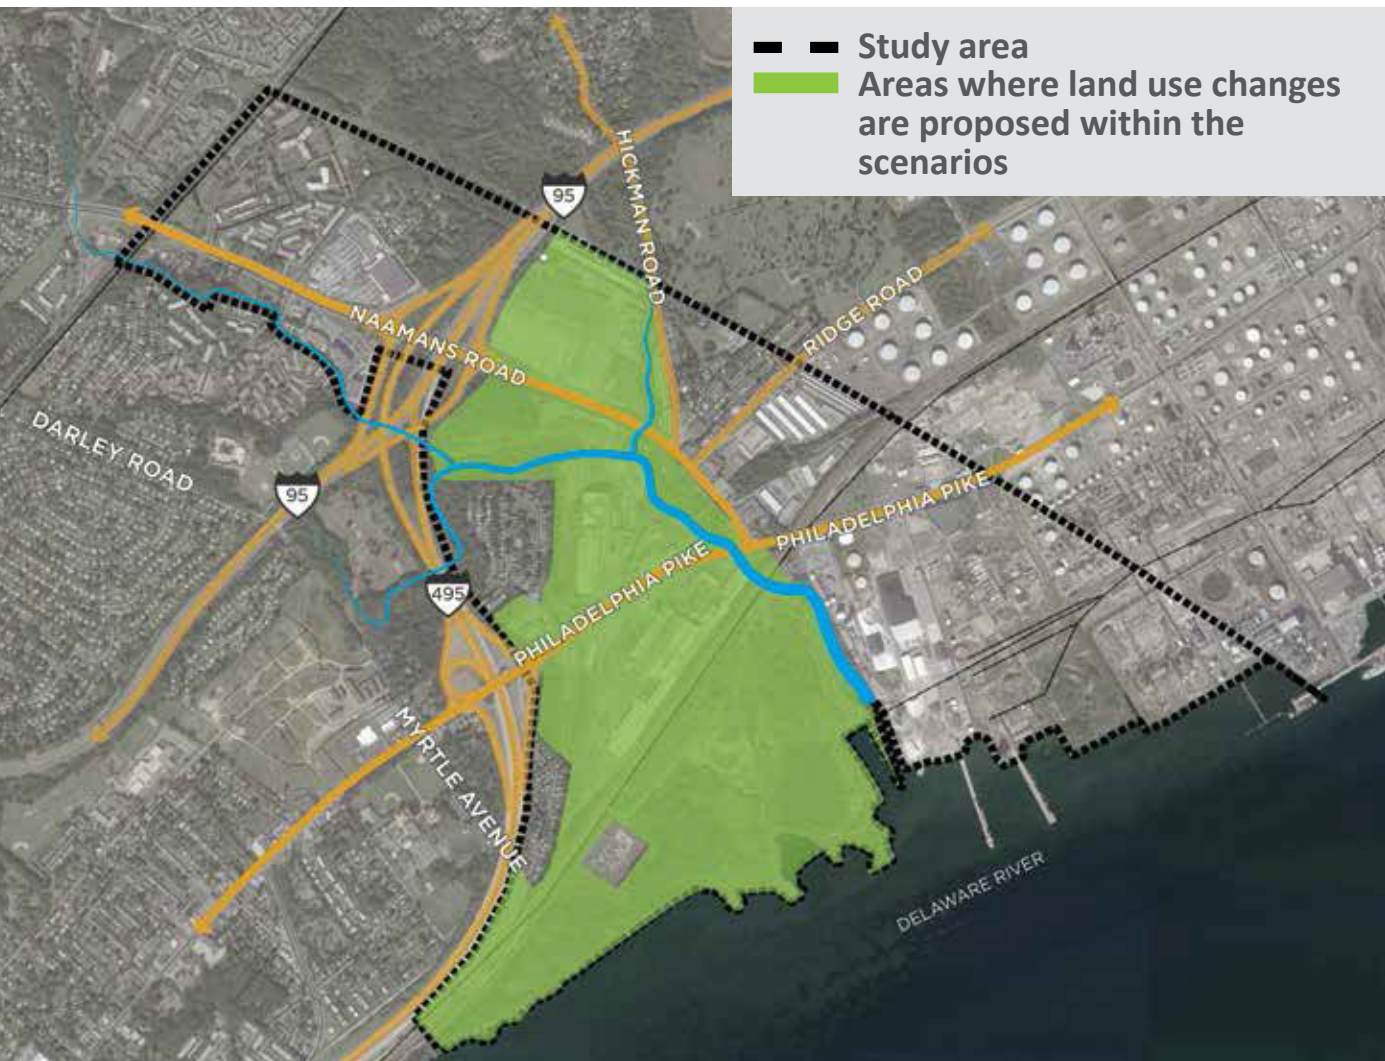 Study area
Areas where land use changes
are proposed within the
scenarios
HICKMAN ROAD
95
NAAMANS ROAD
RIDGE ROAD
DARLEY ROAD
95
PHILADELPHIA PIKE
PHILADELPHIA PIKE
495
MYRTLE AVENUE
DELAWARE RIVER